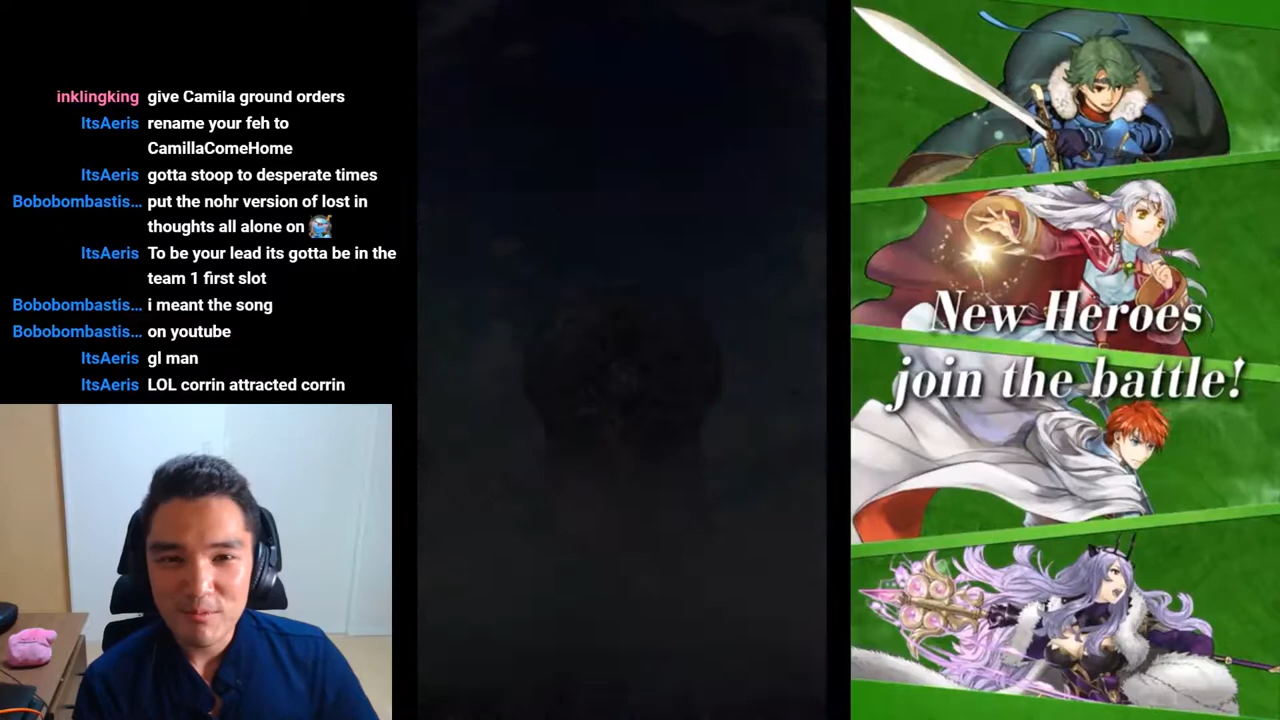 inklingking give Camila ground orders
ItsAeris rename your feh to
CamillaComeHome
ItsAeris gotta stoop to desperate times
Bobobombastis… put the nohr version of lost in
thoughts all alone on
ItsAeris To be your lead its gotta be in the
team 1 first slot
Bobobombastis… i meant the song
Bobobombastis… on youtube
ItsAeris gl man
ItsAeris LOL corrin attracted corrin
New Heroes
join the battle!